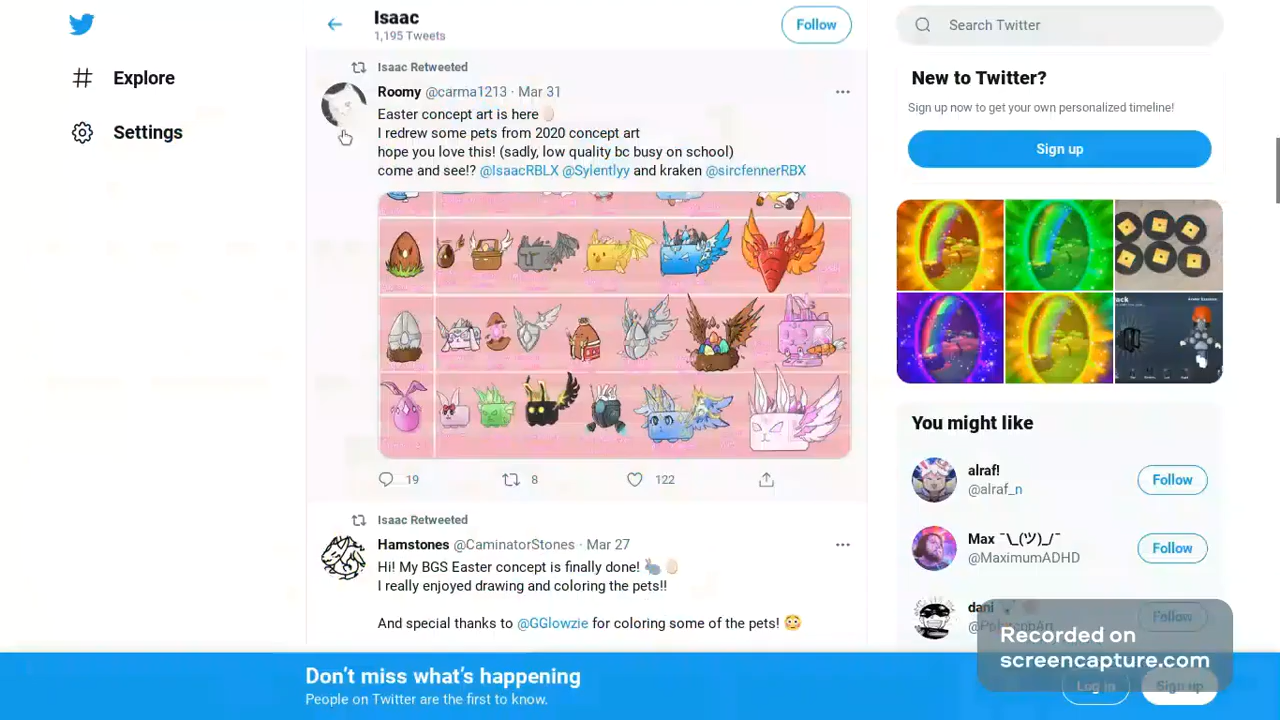 Isaac
1,195 Tweets
Follow
Search Twitter
Explore
Settings
Isaac Retweeted
Roomy @carma1213 · Mar 31
Easter concept art is here 🥚
I redrew some pets from 2020 concept art
hope you love this! (sadly, low quality bc busy on school)
come and see!? @IsaacRBLX @Sylentlyy and kraken @sircfennerRBX
19
8
122
Isaac Retweeted
Hamstones @CaminatorStones · Mar 27
Hi! My BGS Easter concept is finally done! 🐇🥚
I really enjoyed drawing and coloring the pets!!
And special thanks to @GGlowzie for coloring some of the pets! 😳
New to Twitter?
Sign up now to get your own personalized timeline!
Sign up
You might like
alraf!
@alraf_n
Follow
Max ¯\_(ツ)_/¯
@MaximumADHD
Follow
dani
Follow
Recorded on
screencapture.com
Don’t miss what’s happening
People on Twitter are the first to know.
Log in
Sign up